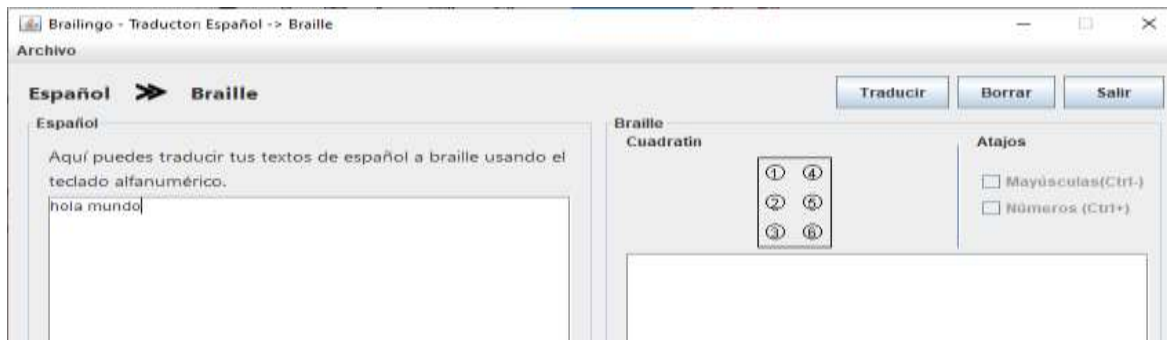 Brailingo - Traducton Español -> Braille
Archivo
Español >> Braille
Traducir Borrar Salir
Español
Aquí puedes traducir tus textos de español a braille usando el
teclado alfanumérico.
hola mundo
Braille
Cuadratin
① ④
② ⑤
③ ⑥
Atajos
Mayúsculas(Ctrl-)
Números (Ctrl+)